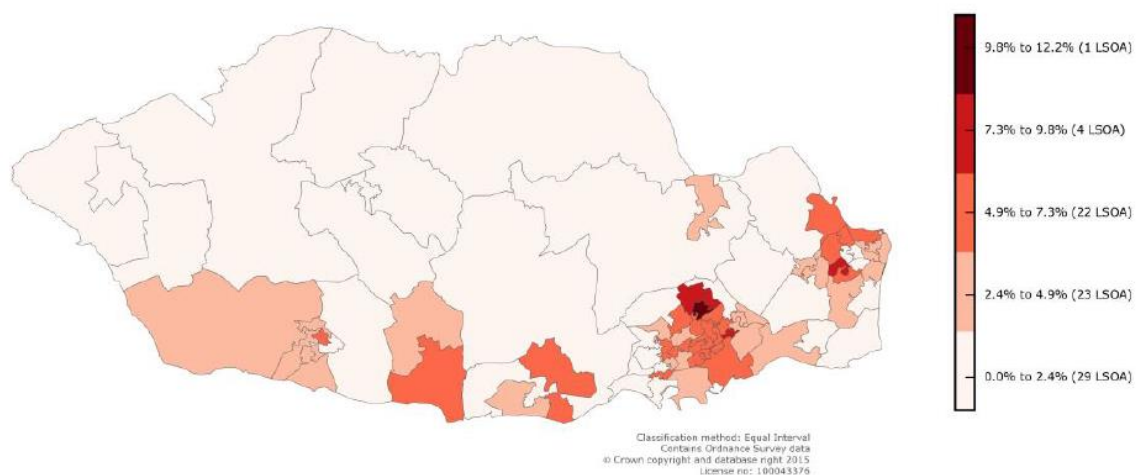 9.8% to 12.2% (1 LSOA)
7.3% to 9.8% (4 LSOA)
4.9% to 7.3% (22 LSOA)
2.4% to 4.9% (23 LSOA)
0.0% to 2.4% (29 LSOA)
Classification method: Equal Interval
Contains Ordnance Survey data
© Crown copyright and database right 2015
License no: 100043376